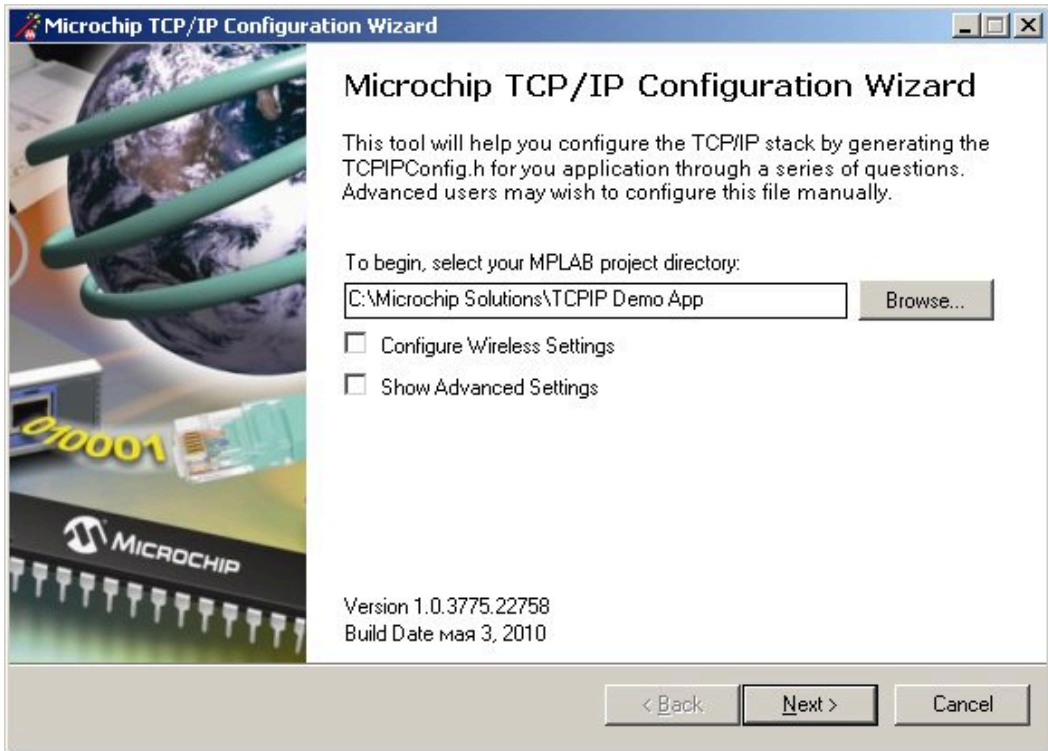 Microchip TCP/IP Configuration Wizard
Microchip TCP/IP Configuration Wizard
This tool will help you configure the TCP/IP stack by generating the
TCPIPConfig.h for you application through a series of questions.
Advanced users may wish to configure this file manually.
To begin, select your MPLAB project directory:
C:\Microchip Solutions\TCPIP Demo App
Browse...
Configure Wireless Settings
Show Advanced Settings
010001
MICROCHIP
Version 1.0.3775.22758
Build Date мая 3, 2010
< Back
Next >
Cancel